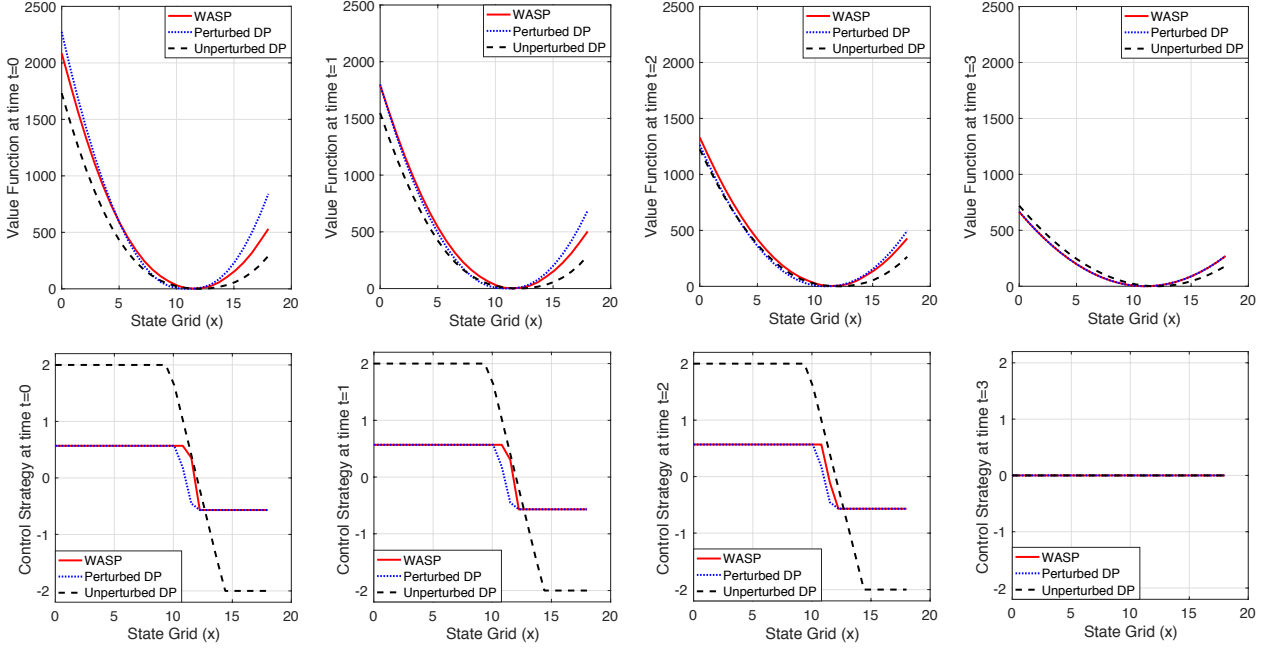 Value Function at time t=0
2500
2000
1500
1000
500
0
0 5 10 15 20
State Grid (x)
WASP
Perturbed DP
Unperturbed DP
Value Function at time t=1
2500
2000
1500
1000
500
0
0 5 10 15 20
State Grid (x)
WASP
Perturbed DP
Unperturbed DP
Value Function at time t=2
2500
2000
1500
1000
500
0
0 5 10 15 20
State Grid (x)
WASP
Perturbed DP
Unperturbed DP
Value Function at time t=3
2500
2000
1500
1000
500
0
0 5 10 15 20
State Grid (x)
WASP
Perturbed DP
Unperturbed DP
Control Strategy at time t=0
2
1
0
-1
-2
WASP
Perturbed DP
Unperturbed DP
0 5 10 15 20
State Grid (x)
Control Strategy at time t=1
2
1
0
-1
-2
WASP
Perturbed DP
Unperturbed DP
0 5 10 15 20
State Grid (x)
Control Strategy at time t=2
2
1
0
-1
-2
WASP
Perturbed DP
Unperturbed DP
0 5 10 15 20
State Grid (x)
Control Strategy at time t=3
2
1
0
-1
-2
WASP
Perturbed DP
Unperturbed DP
0 5 10 15 20
State Grid (x)